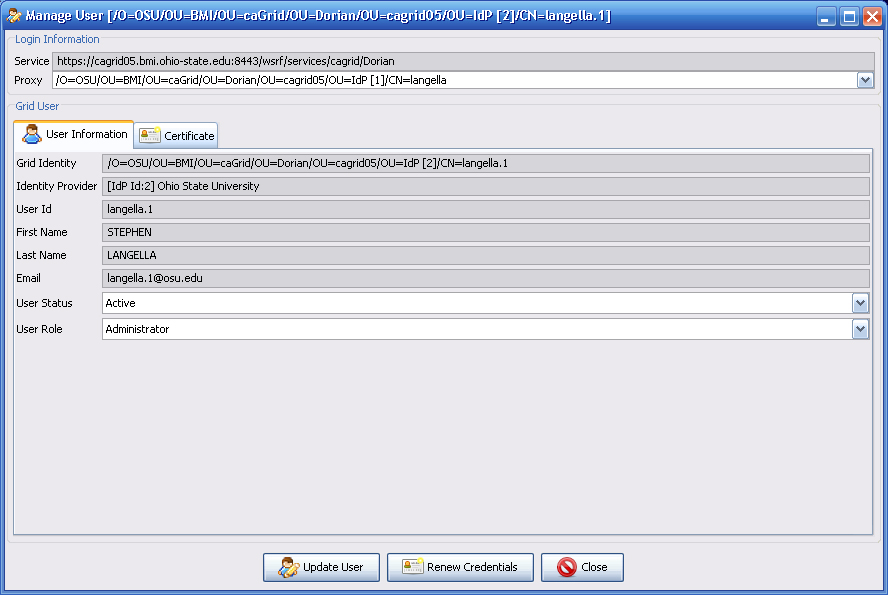 Manage User [/O=OSU/OU=BMI/OU=caGrid/OU=Dorian/OU=cagrid05/OU=IdP [2]/CN=langella.1]
Login Information
Service https://cagrid05.bmi.ohio-state.edu:8443/wsrf/services/cagrid/Dorian
Proxy /O=OSU/OU=BMI/OU=caGrid/OU=Dorian/OU=cagrid05/OU=IdP [1]/CN=langella
Grid User
User Information Certificate
Grid Identity /O=OSU/OU=BMI/OU=caGrid/OU=Dorian/OU=cagrid05/OU=IdP [2]/CN=langella.1
Identity Provider [IdP Id:2] Ohio State University
User Id langella.1
First Name STEPHEN
Last Name LANGELLA
Email langella.1@osu.edu
User Status Active
User Role Administrator
Update User Renew Credentials Close